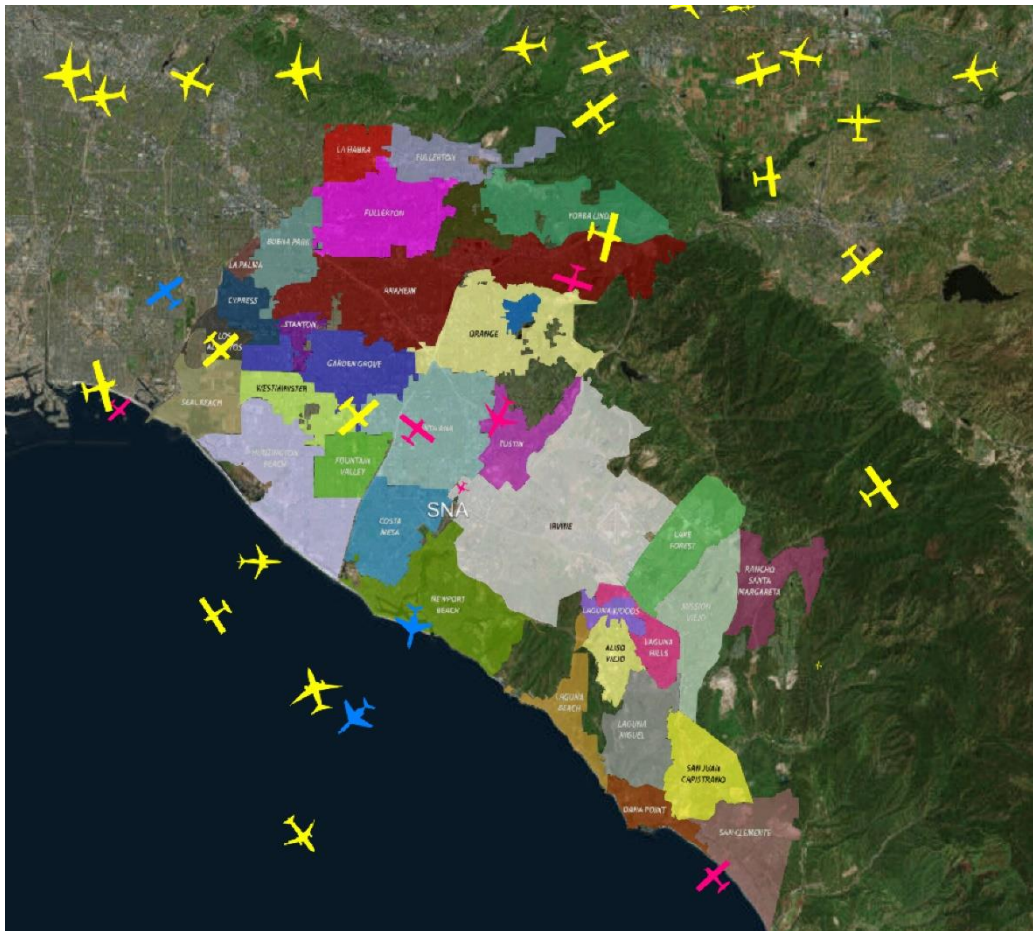 LA HABRA
FULLERTON
FULLERTON
YORBA LINDA
BUENA PARK
LA PALMA
ANAHEIM
CYPRESS
STANTON
ORANGE
LOS
GARDEN GROVE
WESTMINSTER
SEAL BEACH
TUSTIN
HUNTINGTON
BEACH
FOUNTAIN
VALLEY
SNA
COSTA
MESA
IRVINE
LAKE
FOREST
RANCHO
SANTA
MARGARITA
NEWPORT
BEACH
LAGUNA WOODS
MISSION
VIEJO
LAGUNA
HILLS
ALISO
VIEJO
LAGUNA
BEACH
LAGUNA
NIGUEL
SAN JUAN
CAPISTRANO
DANA POINT
SAN CLEMENTE